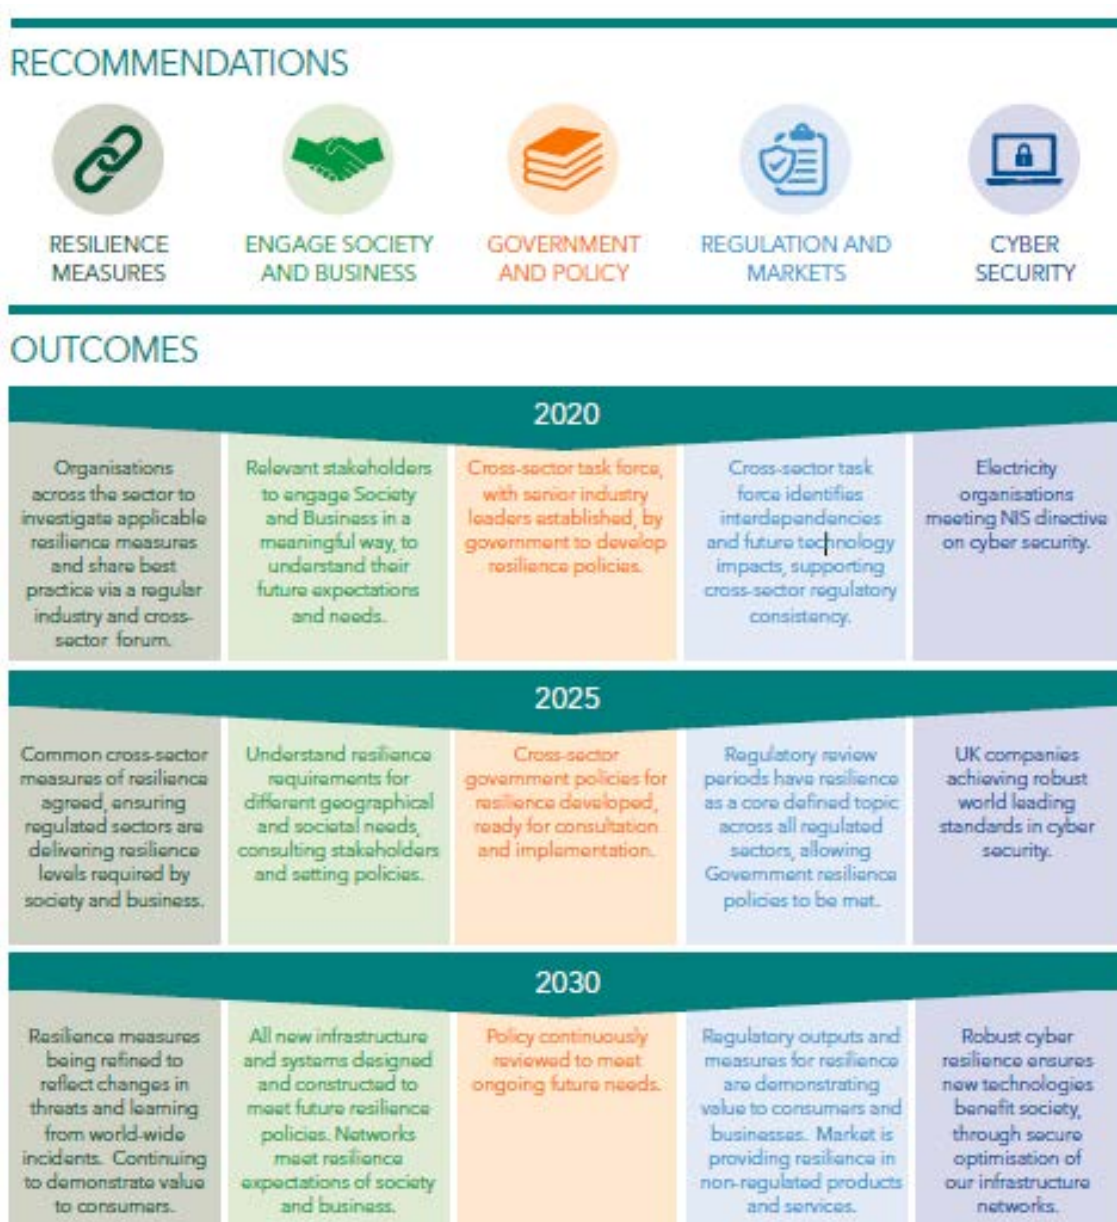 RECOMMENDATIONS
RESILIENCE
MEASURES
ENGAGE SOCIETY
AND BUSINESS
GOVERNMENT
AND POLICY
REGULATION AND
MARKETS
CYBER
SECURITY
OUTCOMES
2020
Organisations
across the sector to
investigate applicable
resilience measures
and share best
practice via a regular
industry and cross-
sector forum.
Relevant stakeholders
to engage Society
and Business in a
meaningful way, to
understand their
future expectations
and needs.
Cross-sector task force,
with senior industry
leaders established, by
government to develop
resilience policies.
Cross-sector task
force identifies
interdependencies
and future technology
impacts, supporting
cross-sector regulatory
consistency.
Electricity
organisations
meeting NIS directive
on cyber security.
2025
Common cross-sector
measures of resilience
agreed, ensuring
regulated sectors are
delivering resilience
levels required by
society and business.
Understand resilience
requirements for
different geographical
and societal needs,
consulting stakeholders
and setting policies.
Cross-sector
government policies for
resilience developed,
ready for consultation
and implementation.
Regulatory review
periods have resilience
as a core defined topic
across all regulated
sectors, allowing
Government resilience
policies to be met.
UK companies
achieving robust
world leading
standards in cyber
security.
2030
Resilience measures
being refined to
reflect changes in
threats and learning
from world-wide
incidents. Continuing
to demonstrate value
to consumers.
All new infrastructure
and systems designed
and constructed to
meet future resilience
policies. Networks
meet resilience
expectations of society
and business.
Policy continuously
reviewed to meet
ongoing future needs.
Regulatory outputs and
measures for resilience
are demonstrating
value to consumers and
businesses. Market is
providing resilience in
non-regulated products
and services.
Robust cyber
resilience ensures
new technologies
benefit society,
through secure
optimisation of
our infrastructure
networks.